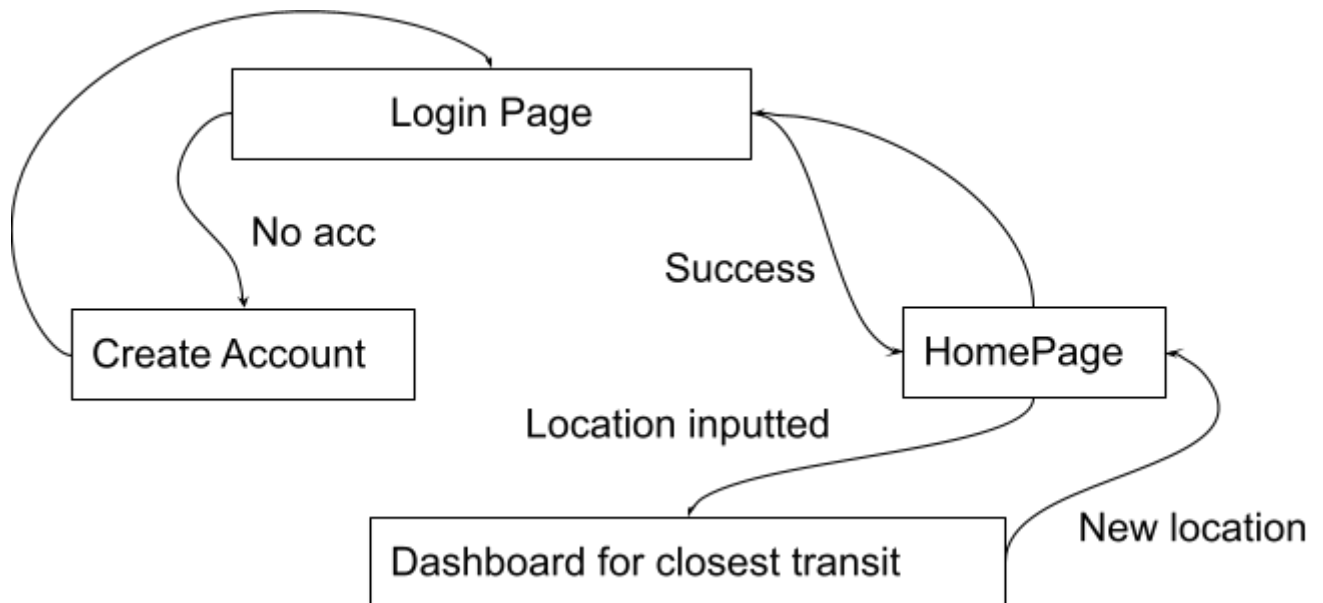 Login Page
No acc
Success
Create Account
HomePage
Location inputted
New location
Dashboard for closest transit